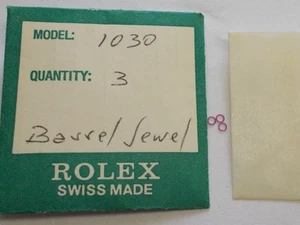 MODEL: 1030
QUANTITY: 3
Barrel Jewel
ROLEX
SWISS MADE